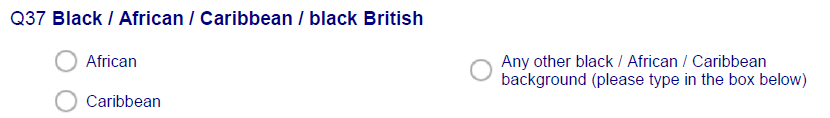 Q37 Black / African / Caribbean / black British
African
Caribbean
Any other black / African / Caribbean
background (please type in the box below)